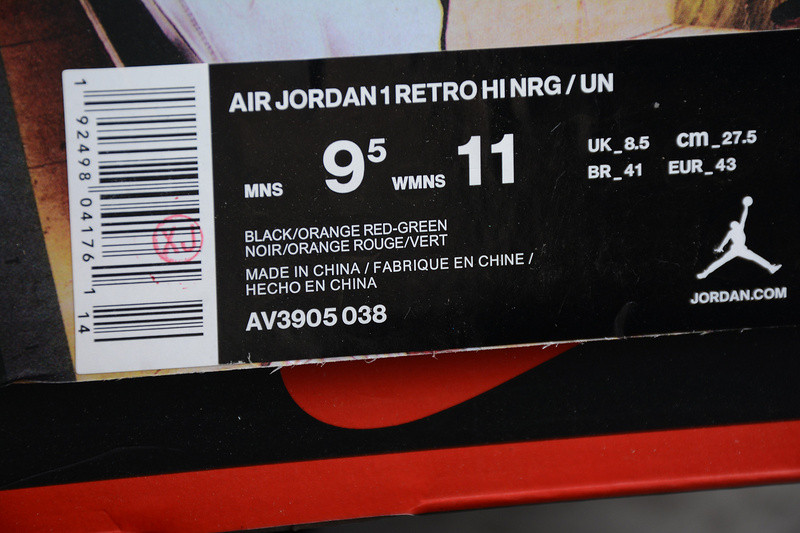 1 92498 04176 1 14
XJ
AIR JORDAN 1 RETRO HI NRG / UN
MNS 9⁵ WMNS 11
UK_8.5 cm_27.5
BR_41 EUR_43
BLACK/ORANGE RED-GREEN
NOIR/ORANGE ROUGE/VERT
MADE IN CHINA / FABRIQUE EN CHINE /
HECHO EN CHINA
AV3905 038
JORDAN.COM